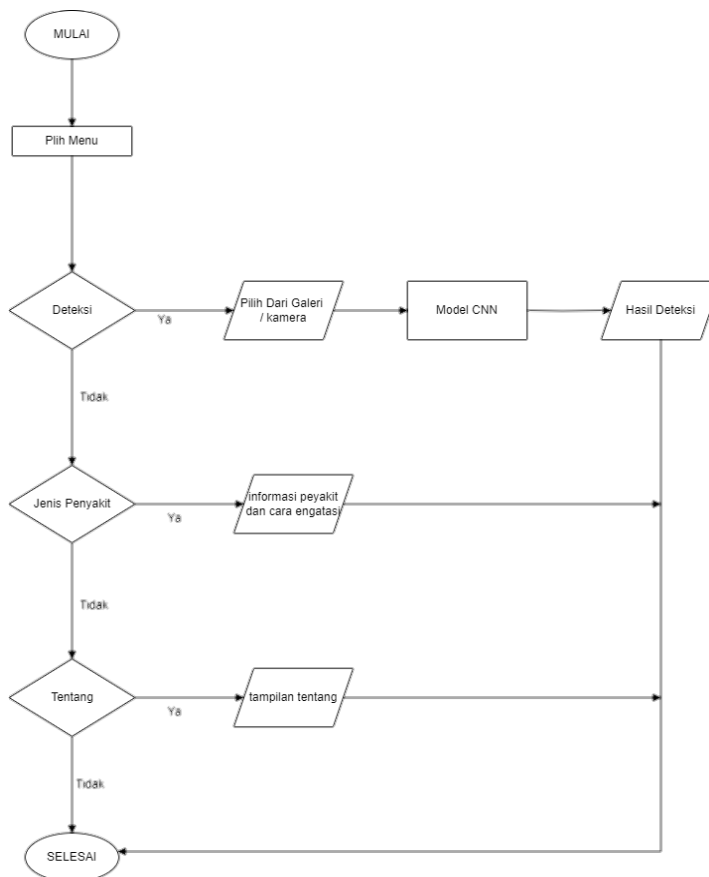 MULAI
Plih Menu
Deteksi
Ya
Pilih Dari Galeri
/ kamera
Model CNN
Hasil Deteksi
Tidak
Jenis Penyakit
Ya
informasi peyakit
dan cara engatasi
Tidak
Tentang
Ya
tampilan tentang
Tidak
SELESAI